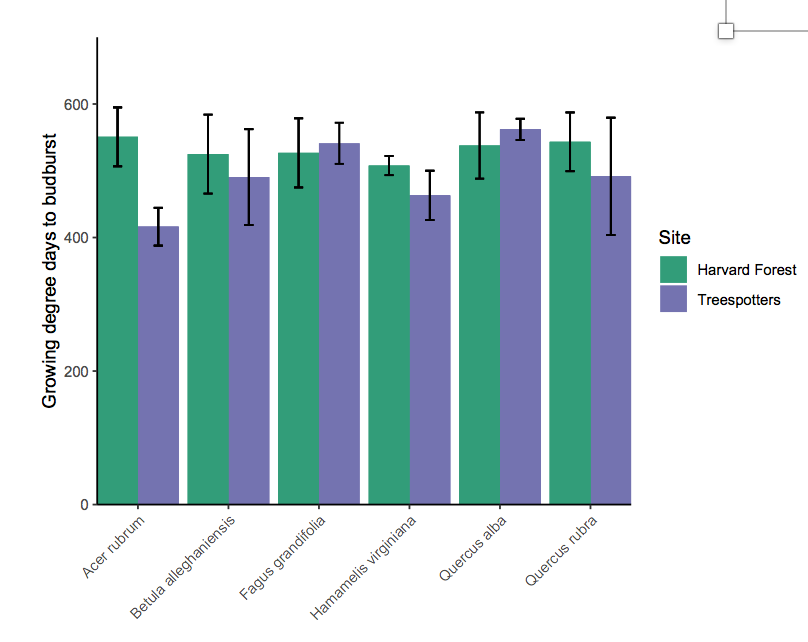 Growing degree days to budburst
600
400
200
0
Acer rubrum
Betula alleghaniensis
Fagus grandifolia
Hamamelis virginiana
Quercus alba
Quercus rubra
Site
Harvard Forest
Treespotters